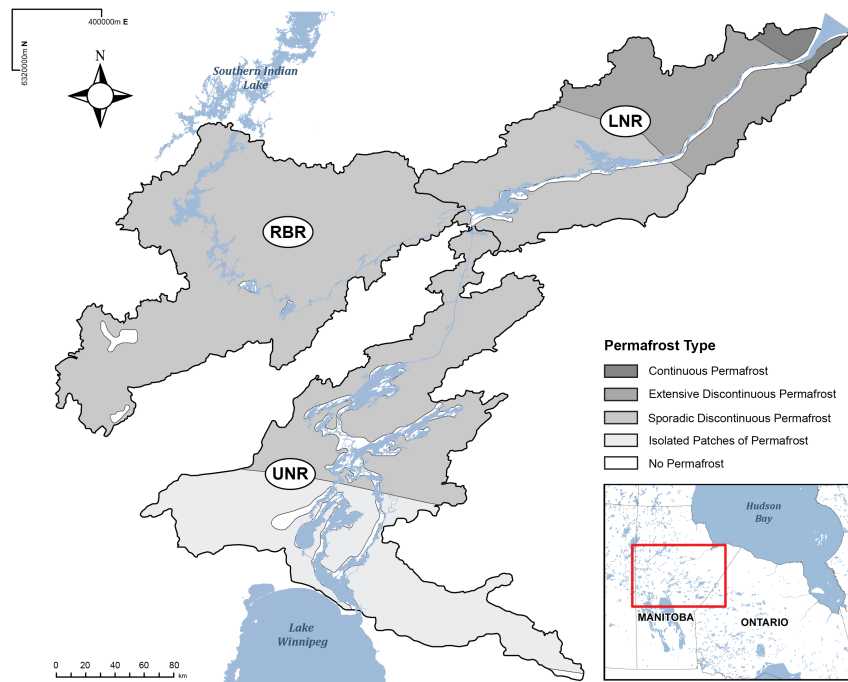 400000m E
6320000m N
N
Southern Indian
Lake
LNR
RBR
UNR
Lake
Winnipeg
0 20 40 60 80
km
Permafrost Type
Continuous Permafrost
Extensive Discontinuous Permafrost
Sporadic Discontinuous Permafrost
Isolated Patches of Permafrost
No Permafrost
Hudson
Bay
MANITOBA
ONTARIO